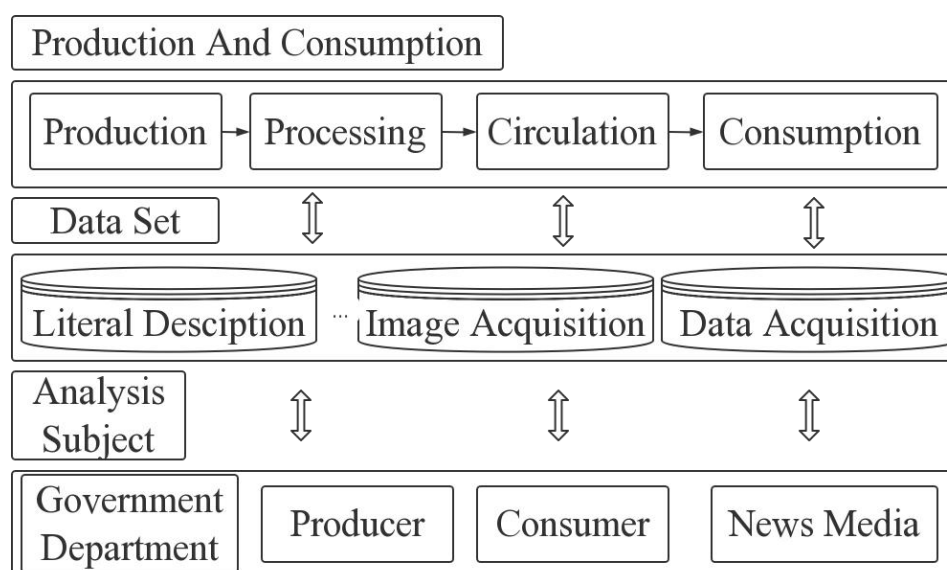 Production And Consumption
Production Processing Circulation Consumption
Data Set
Literal Desciption ... Image Acquisition Data Acquisition
Analysis
Subject
Government
Department
Producer Consumer News Media